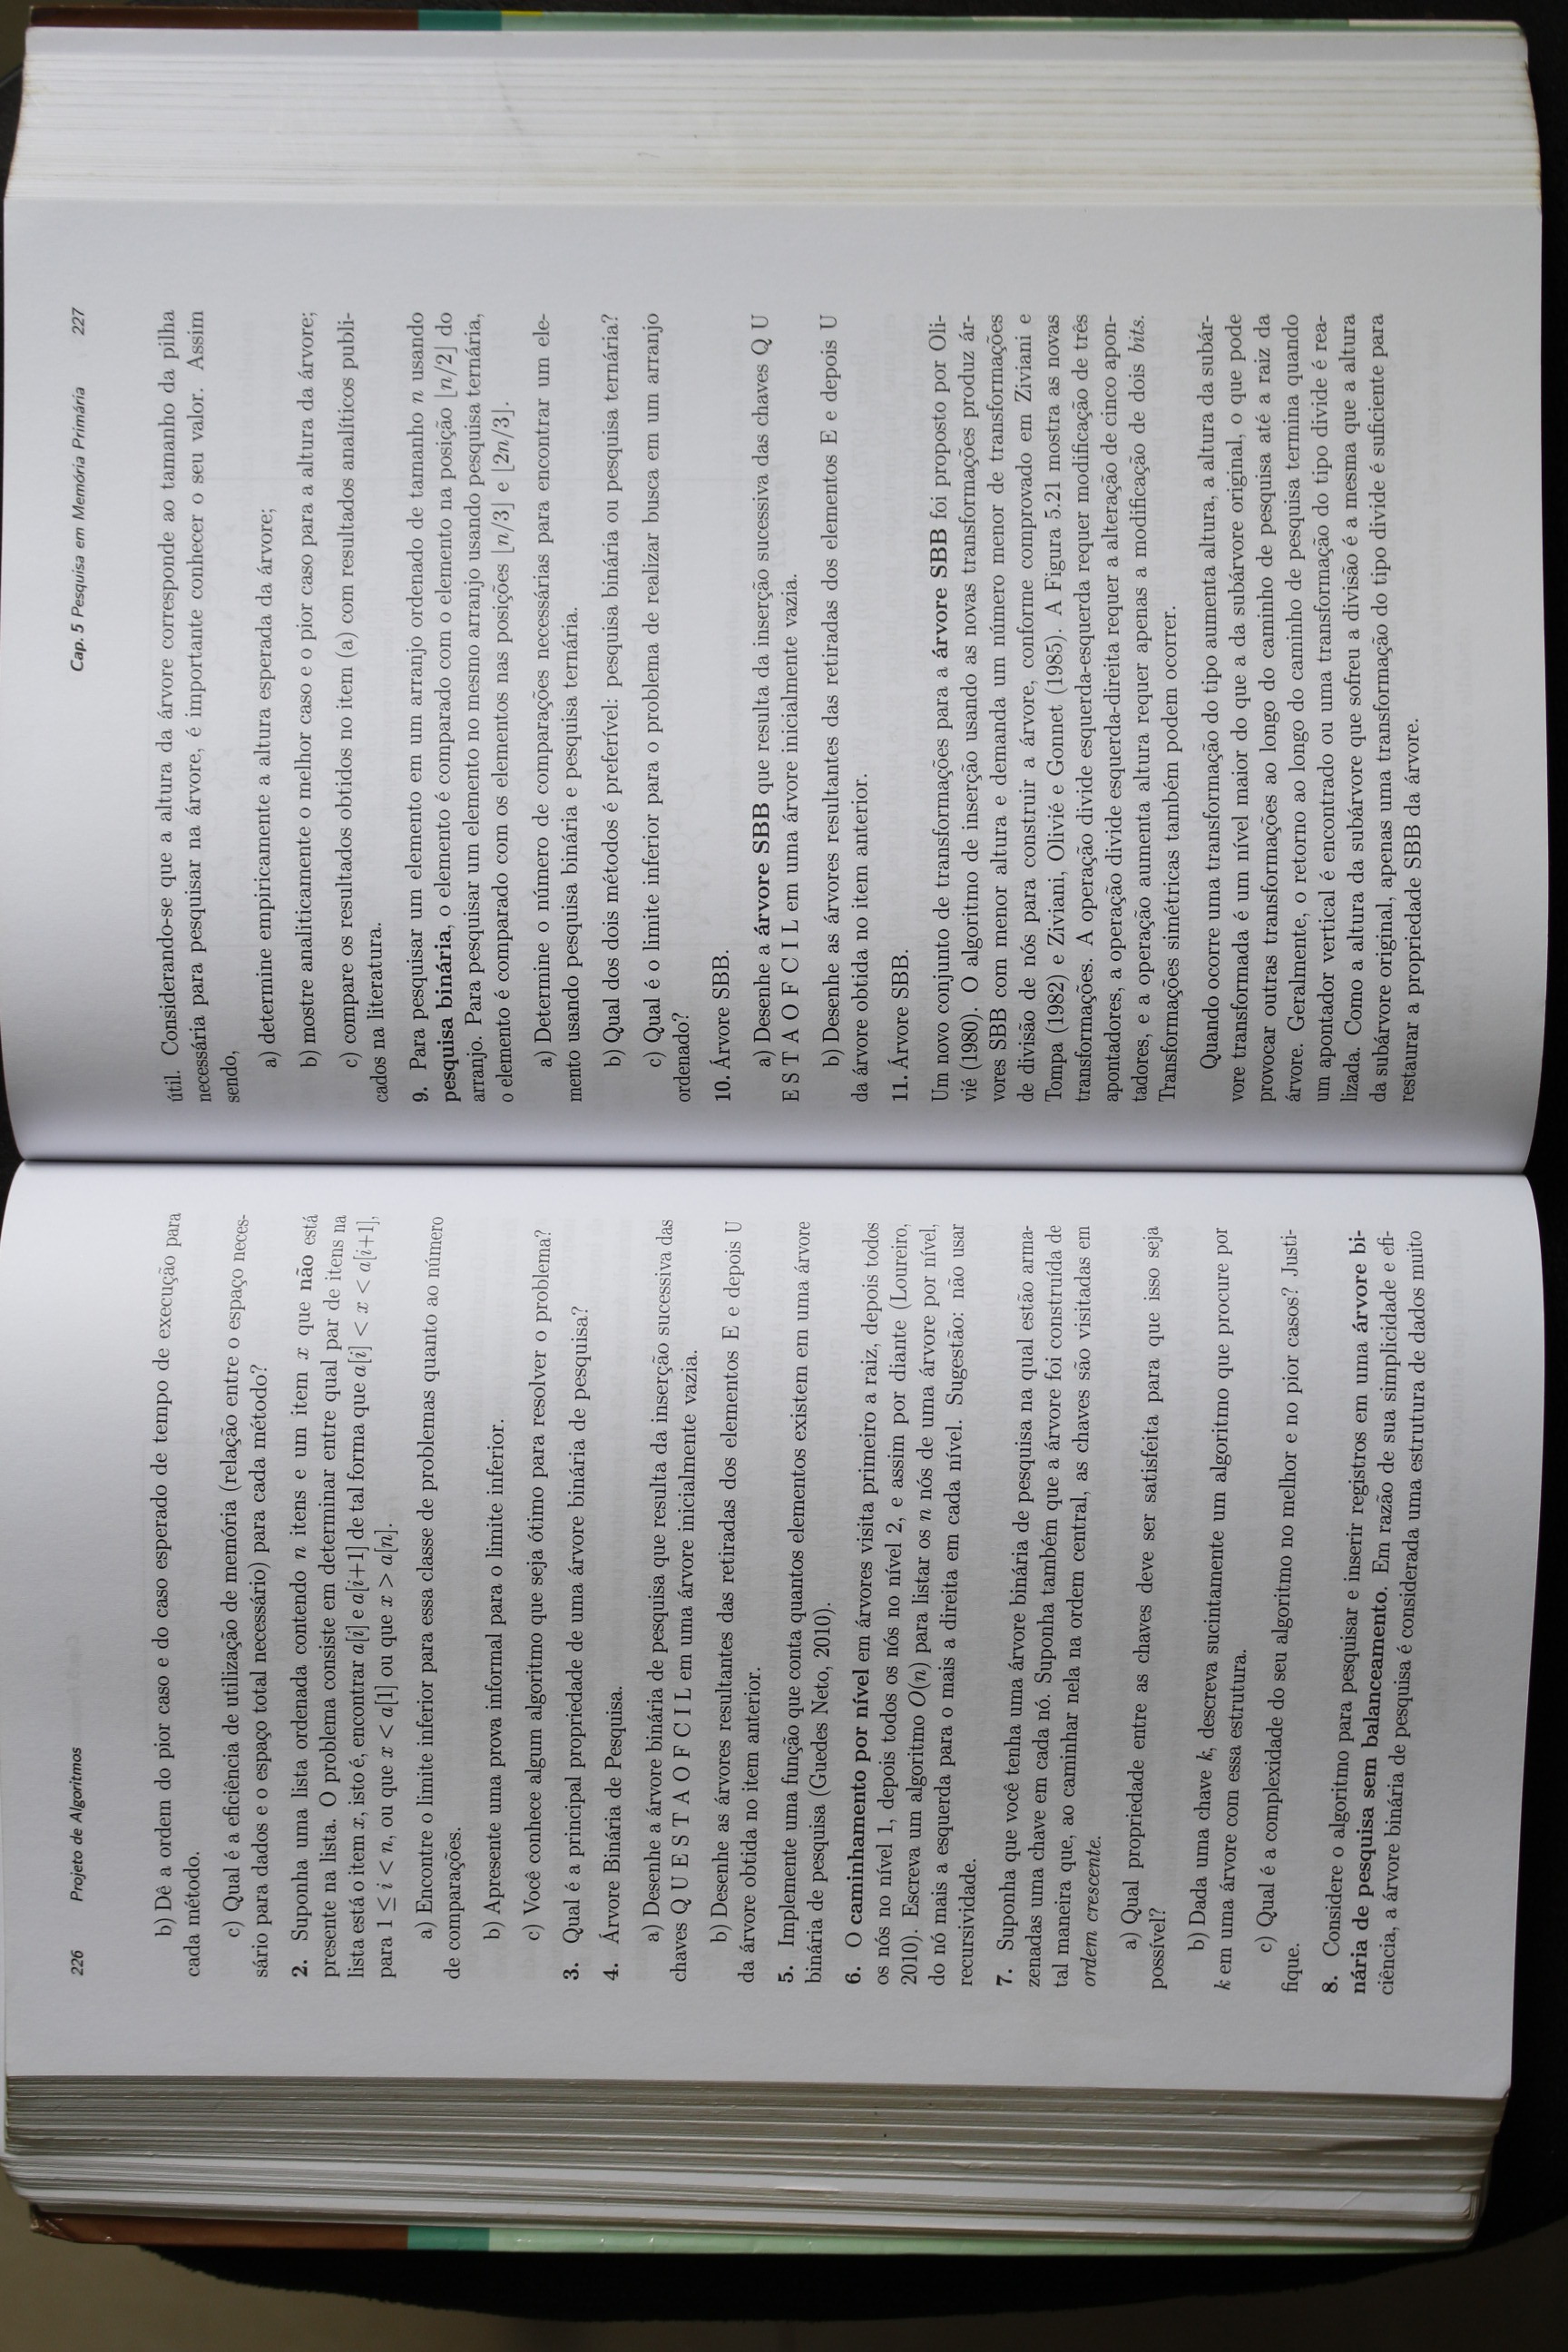 226 Projeto de Algoritmos
b) Dê a ordem do pior caso e do caso esperado de tempo de execução para
cada método.
c) Qual é a eficiência de utilização de memória (relação entre o espaço neces-
sário para dados e o espaço total necessário) para cada método?
2. Suponha uma lista ordenada contendo n itens e um item x que não está
presente na lista. O problema consiste em determinar entre qual par de itens na
lista está o item x, isto é, encontrar a[i] e a[i+1] de tal forma que a[i] < x < a[i+1],
para 1 ≤ i < n, ou que x < a[1] ou que x > a[n].
a) Encontre o limite inferior para essa classe de problemas quanto ao número
de comparações.
b) Apresente uma prova informal para o limite inferior.
c) Você conhece algum algoritmo que seja ótimo para resolver o problema?
3. Qual é a principal propriedade de uma árvore binária de pesquisa?
4. Árvore Binária de Pesquisa.
a) Desenhe a árvore binária de pesquisa que resulta da inserção sucessiva das
chaves Q U E S T A O F C I L em uma árvore inicialmente vazia.
b) Desenhe as árvores resultantes das retiradas dos elementos E e depois U
da árvore obtida no item anterior.
5. Implemente uma função que conta quantos elementos existem em uma árvore
binária de pesquisa (Guedes Neto, 2010).
6. O caminhamento por nível em árvores visita primeiro a raiz, depois todos
os nós no nível 1, depois todos os nós no nível 2, e assim por diante (Loureiro,
2010). Escreva um algoritmo O(n) para listar os n nós de uma árvore por nível,
do nó mais a esquerda para o mais a direita em cada nível. Sugestão: não usar
recursividade.
7. Suponha que você tenha uma árvore binária de pesquisa na qual estão arma-
zenadas uma chave em cada nó. Suponha também que a árvore foi construída de
tal maneira que, ao caminhar nela na ordem central, as chaves são visitadas em
ordem crescente.
a) Qual propriedade entre as chaves deve ser satisfeita para que isso seja
possível?
b) Dada uma chave k, descreva sucintamente um algoritmo que procure por
k em uma árvore com essa estrutura.
c) Qual é a complexidade do seu algoritmo no melhor e no pior casos? Justi-
fique.
8. Considere o algoritmo para pesquisar e inserir registros em uma árvore bi-
nária de pesquisa sem balanceamento. Em razão de sua simplicidade e efi-
ciência, a árvore binária de pesquisa é considerada uma estrutura de dados muito
Cap. 5 Pesquisa em Memória Primária 227
útil. Considerando-se que a altura da árvore corresponde ao tamanho da pilha
necessária para pesquisar na árvore, é importante conhecer o seu valor. Assim
sendo,
a) determine empiricamente a altura esperada da árvore;
b) mostre analiticamente o melhor caso e o pior caso para a altura da árvore;
c) compare os resultados obtidos no item (a) com resultados analíticos publi-
cados na literatura.
9. Para pesquisar um elemento em um arranjo ordenado de tamanho n usando
pesquisa binária, o elemento é comparado com o elemento na posição ⌊n/2⌋ do
arranjo. Para pesquisar um elemento no mesmo arranjo usando pesquisa ternária,
o elemento é comparado com os elementos nas posições ⌊n/3⌋ e ⌊2n/3⌋.
a) Determine o número de comparações necessárias para encontrar um ele-
mento usando pesquisa binária e pesquisa ternária.
b) Qual dos dois métodos é preferível: pesquisa binária ou pesquisa ternária?
c) Qual é o limite inferior para o problema de realizar busca em um arranjo
ordenado?
10. Árvore SBB.
a) Desenhe a árvore SBB que resulta da inserção sucessiva das chaves Q U
E S T A O F C I L em uma árvore inicialmente vazia.
b) Desenhe as árvores resultantes das retiradas dos elementos E e depois U
da árvore obtida no item anterior.
11. Árvore SBB.
Um novo conjunto de transformações para a árvore SBB foi proposto por Oli-
vié (1980). O algoritmo de inserção usando as novas transformações produz ár-
vores SBB com menor altura e demanda um número menor de transformações
de divisão de nós para construir a árvore, conforme comprovado em Ziviani e
Tompa (1982) e Ziviani, Olivié e Gonnet (1985). A Figura 5.21 mostra as novas
transformações. A operação divide esquerda-esquerda requer modificação de três
apontadores, a operação divide esquerda-direita requer a alteração de cinco apon-
tadores, e a operação aumenta altura requer apenas a modificação de dois bits.
Transformações simétricas também podem ocorrer.
Quando ocorre uma transformação do tipo aumenta altura, a altura da subár-
vore transformada é um nível maior do que a da subárvore original, o que pode
provocar outras transformações ao longo do caminho de pesquisa até a raiz da
árvore. Geralmente, o retorno ao longo do caminho de pesquisa termina quando
um apontador vertical é encontrado ou uma transformação do tipo divide é rea-
lizada. Como a altura da subárvore que sofreu a divisão é a mesma que a altura
da subárvore original, apenas uma transformação do tipo divide é suficiente para
restaurar a propriedade SBB da árvore.